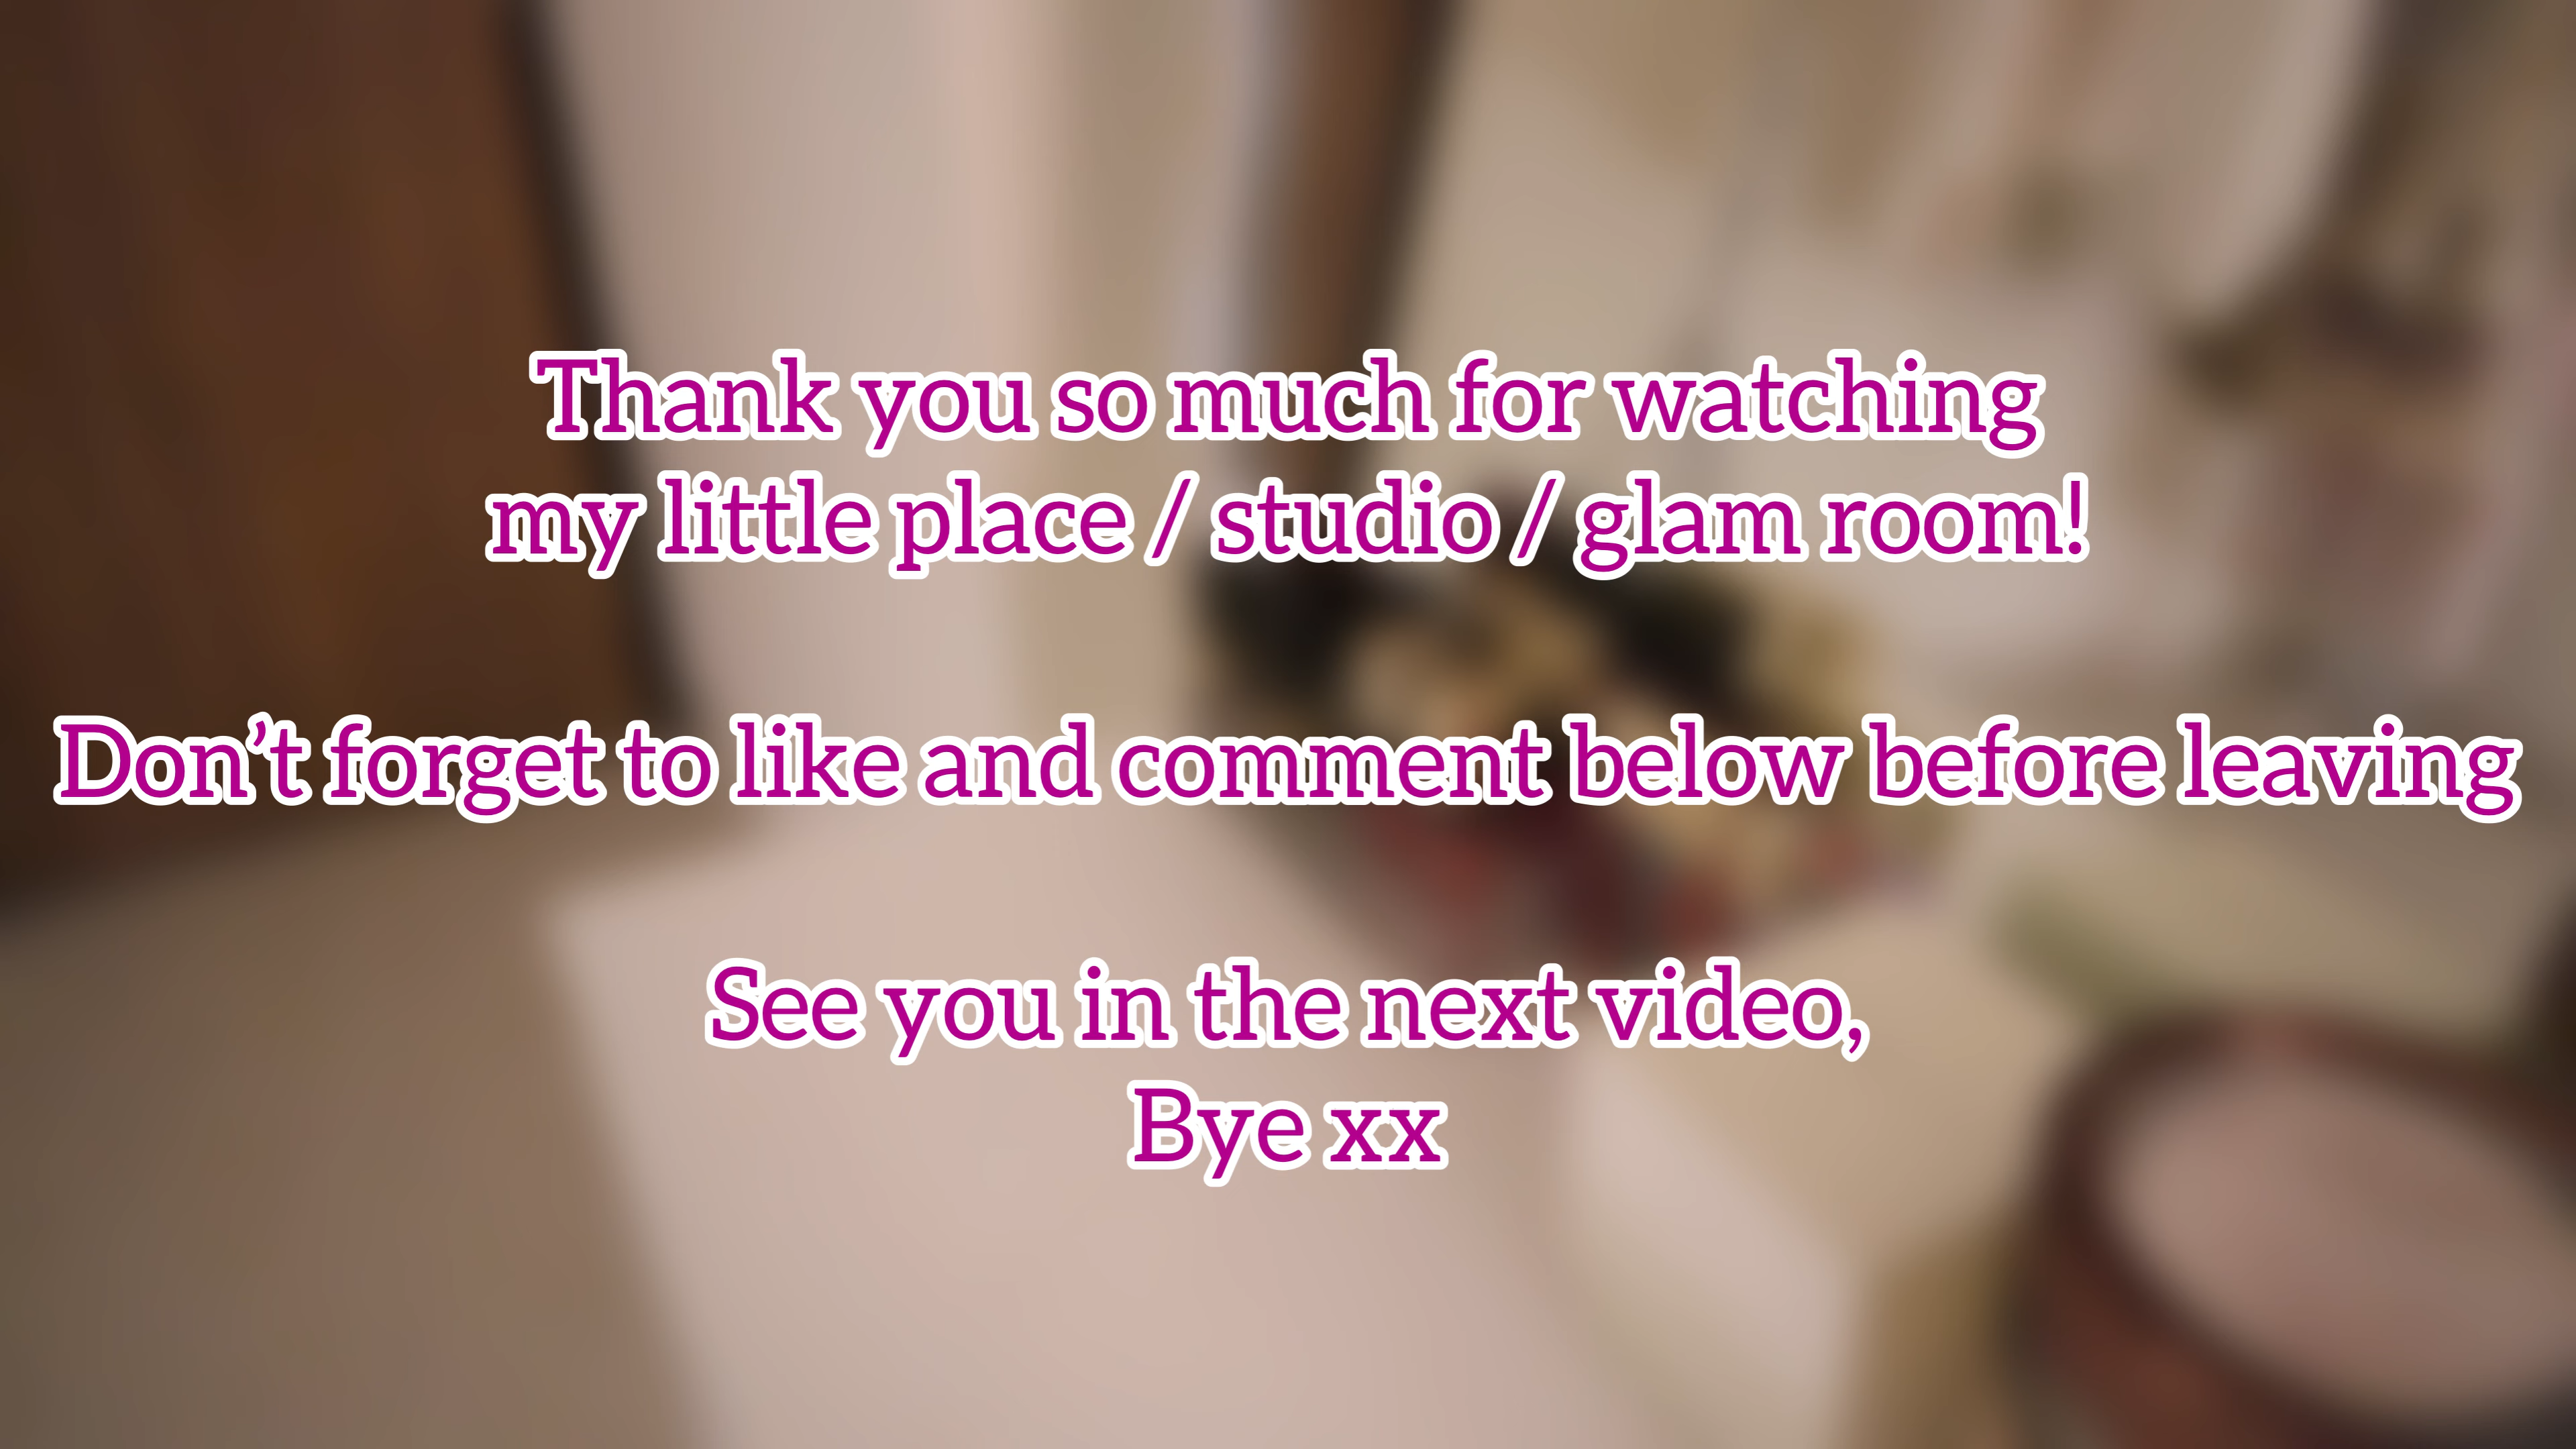 Thank you so much for watching
my little place / studio / glam room!
Don’t forget to like and comment below before leaving
See you in the next video,
Bye xx